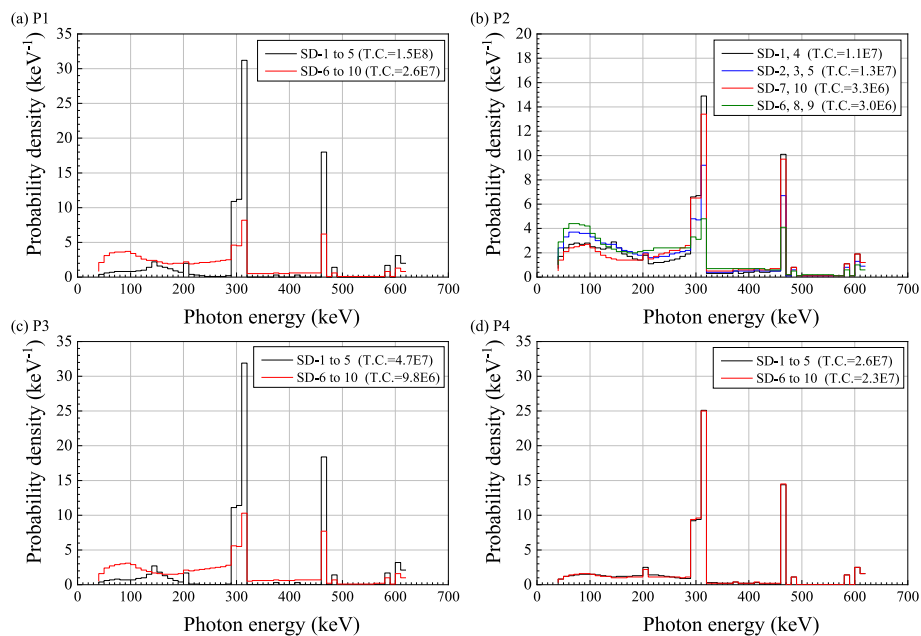 (a) P1
Probability density (keV⁻¹)
35
30
25
20
15
10
5
0
SD-1 to 5 (T.C.=1.5E8)
SD-6 to 10 (T.C.=2.6E7)
0 100 200 300 400 500 600 700
Photon energy (keV)
(b) P2
Probability density (keV⁻¹)
20
18
16
14
12
10
8
6
4
2
0
SD-1, 4 (T.C.=1.1E7)
SD-2, 3, 5 (T.C.=1.3E7)
SD-7, 10 (T.C.=3.3E6)
SD-6, 8, 9 (T.C.=3.0E6)
0 100 200 300 400 500 600 700
Photon energy (keV)
(c) P3
Probability density (keV⁻¹)
35
30
25
20
15
10
5
0
SD-1 to 5 (T.C.=4.7E7)
SD-6 to 10 (T.C.=9.8E6)
0 100 200 300 400 500 600 700
Photon energy (keV)
(d) P4
Probability density (keV⁻¹)
35
30
25
20
15
10
5
0
SD-1 to 5 (T.C.=2.6E7)
SD-6 to 10 (T.C.=2.3E7)
0 100 200 300 400 500 600 700
Photon energy (keV)